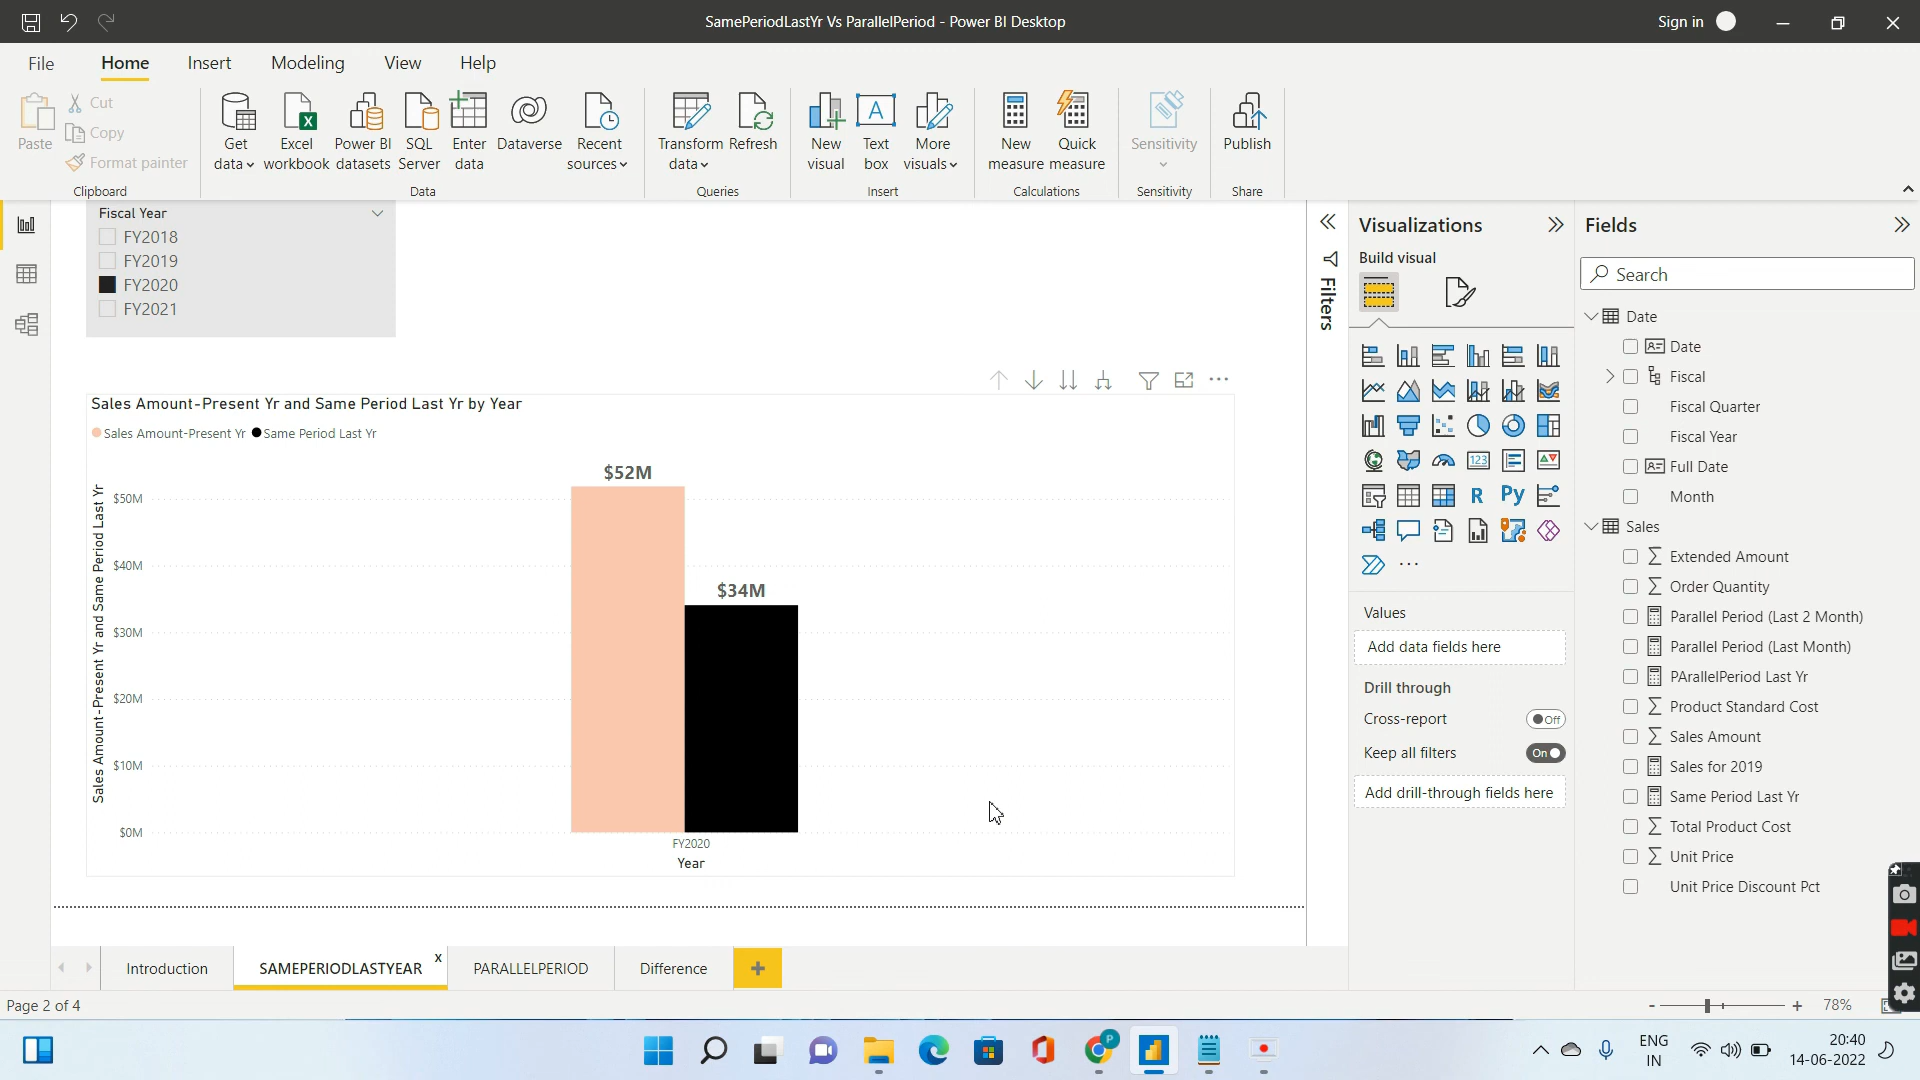 SamePeriodLastYr Vs ParallelPeriod - Power BI Desktop
Sign in
File Home Insert Modeling View Help
Paste
Cut
Copy
Format painter
Clipboard
Get data
Excel workbook
Power BI datasets
SQL Server
Enter data
Dataverse
Recent sources
Data
Transform data
Refresh
Queries
New visual
Text box
More visuals
Insert
New measure
Quick measure
Calculations
Sensitivity
Sensitivity
Publish
Share
Fiscal Year
FY2018
FY2019
FY2020
FY2021
Sales Amount-Present Yr and Same Period Last Yr by Year
Sales Amount-Present Yr Same Period Last Yr
Sales Amount-Present Yr and Same Period Last Yr
$50M
$40M
$30M
$20M
$10M
$0M
$52M
$34M
FY2020
Year
Filters
Visualizations
Build visual
123
R
Py
Values
Add data fields here
Drill through
Cross-report
Off
Keep all filters
On
Add drill-through fields here
Fields
Search
Date
Date
Fiscal
Fiscal Quarter
Fiscal Year
Full Date
Month
Sales
Extended Amount
Order Quantity
Parallel Period (Last 2 Month)
Parallel Period (Last Month)
PArallelPeriod Last Yr
Product Standard Cost
Sales Amount
Sales for 2019
Same Period Last Yr
Total Product Cost
Unit Price
Unit Price Discount Pct
Introduction
SAMEPERIODLASTYEAR
x
PARALLELPERIOD
Difference
+
Page 2 of 4
- + 78%
ENG
IN
20:40
14-06-2022